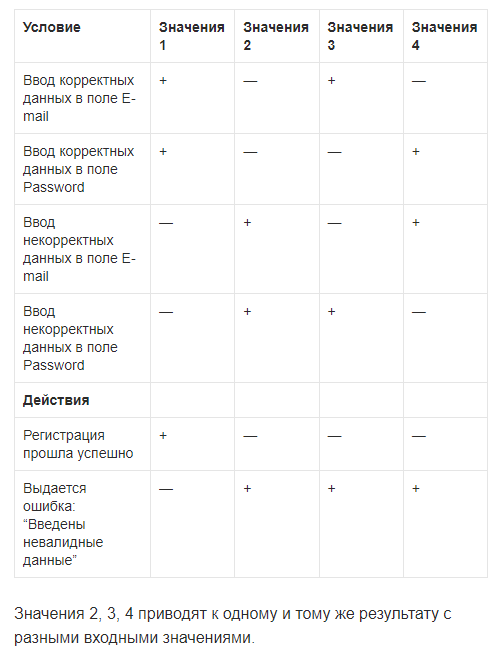 Условие Значения 1 Значения 2 Значения 3 Значения 4
Ввод корректных данных в поле E-mail + — + —
Ввод корректных данных в поле Password + — — +
Ввод некорректных данных в поле E-mail — + — +
Ввод некорректных данных в поле Password — + + —
Действия
Регистрация прошла успешно + — — —
Выдается ошибка: “Введены невалидные данные” — + + +
Значения 2, 3, 4 приводят к одному и тому же результату с
разными входными значениями.